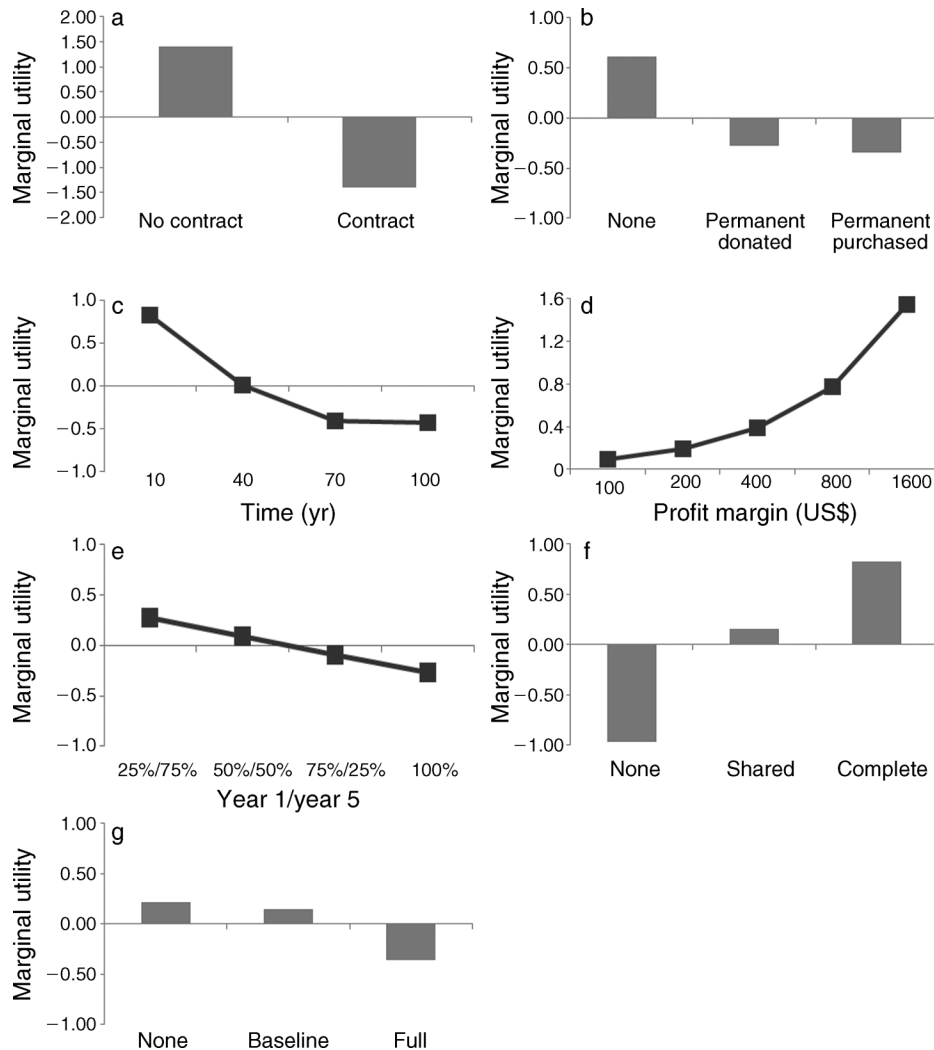 a
Marginal utility
2.00
1.50
1.00
0.50
0.00
−0.50
−1.00
−1.50
−2.00
No contract Contract
b
Marginal utility
1.00
0.50
0.00
−0.50
−1.00
None Permanent donated Permanent purchased
c
Marginal utility
1.0
0.5
0.0
−0.5
−1.0
10 40 70 100
Time (yr)
d
Marginal utility
1.6
1.2
0.8
0.4
0
100 200 400 800 1600
Profit margin (US$)
e
Marginal utility
1.0
0.5
0.0
−0.5
−1.0
25%/75% 50%/50% 75%/25% 100%
Year 1/year 5
f
Marginal utility
1.00
0.50
0.00
−0.50
−1.00
None Shared Complete
g
Marginal utility
1.00
0.50
0.00
−0.50
−1.00
None Baseline Full